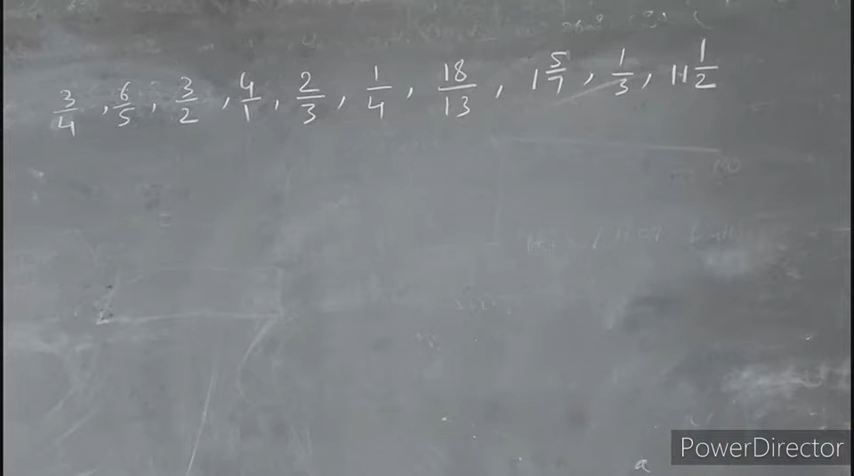 3/4, 6/5, 3/2, 4/1, 2/3, 1/4, 18/13, 1 5/7, 1/3, 11 1/2
PowerDirector